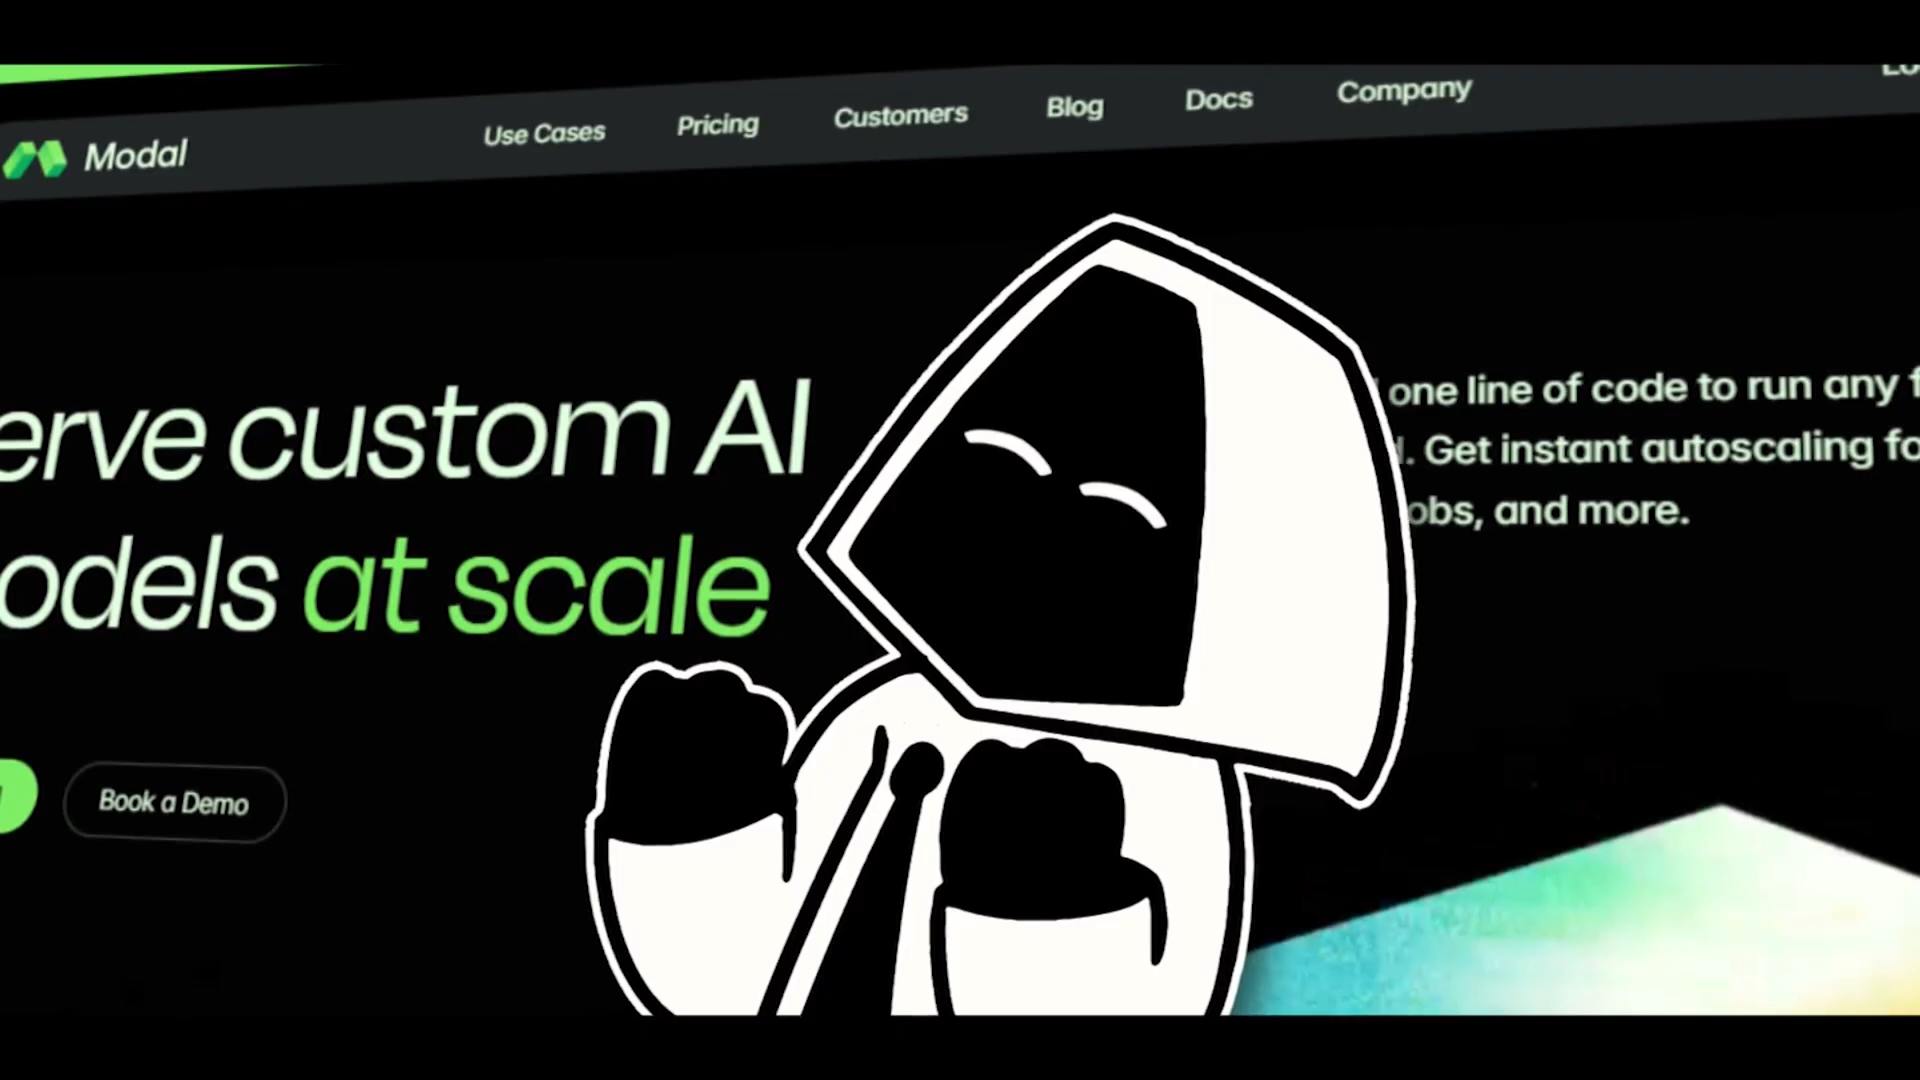 Modal
Use Cases
Pricing
Customers
Blog
Docs
Company
erve custom AI
odels at scale
Book a Demo
one line of code to run any f
. Get instant autoscaling fo
obs, and more.